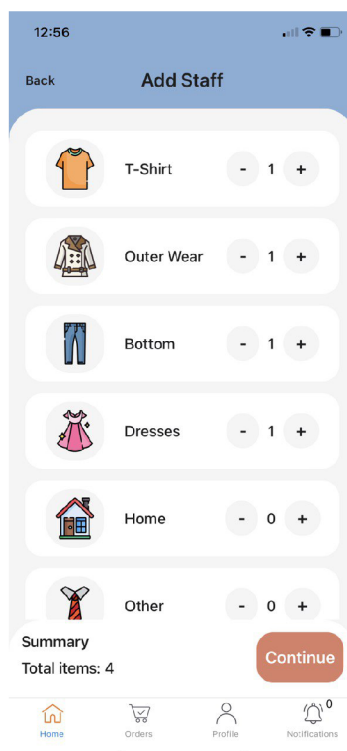 12:56
Back Add Staff
T-Shirt - 1 +
Outer Wear - 1 +
Bottom - 1 +
Dresses - 1 +
Home - 0 +
Other - 0 +
Summary
Total items: 4
Continue
0
Home Orders Profile Notifications